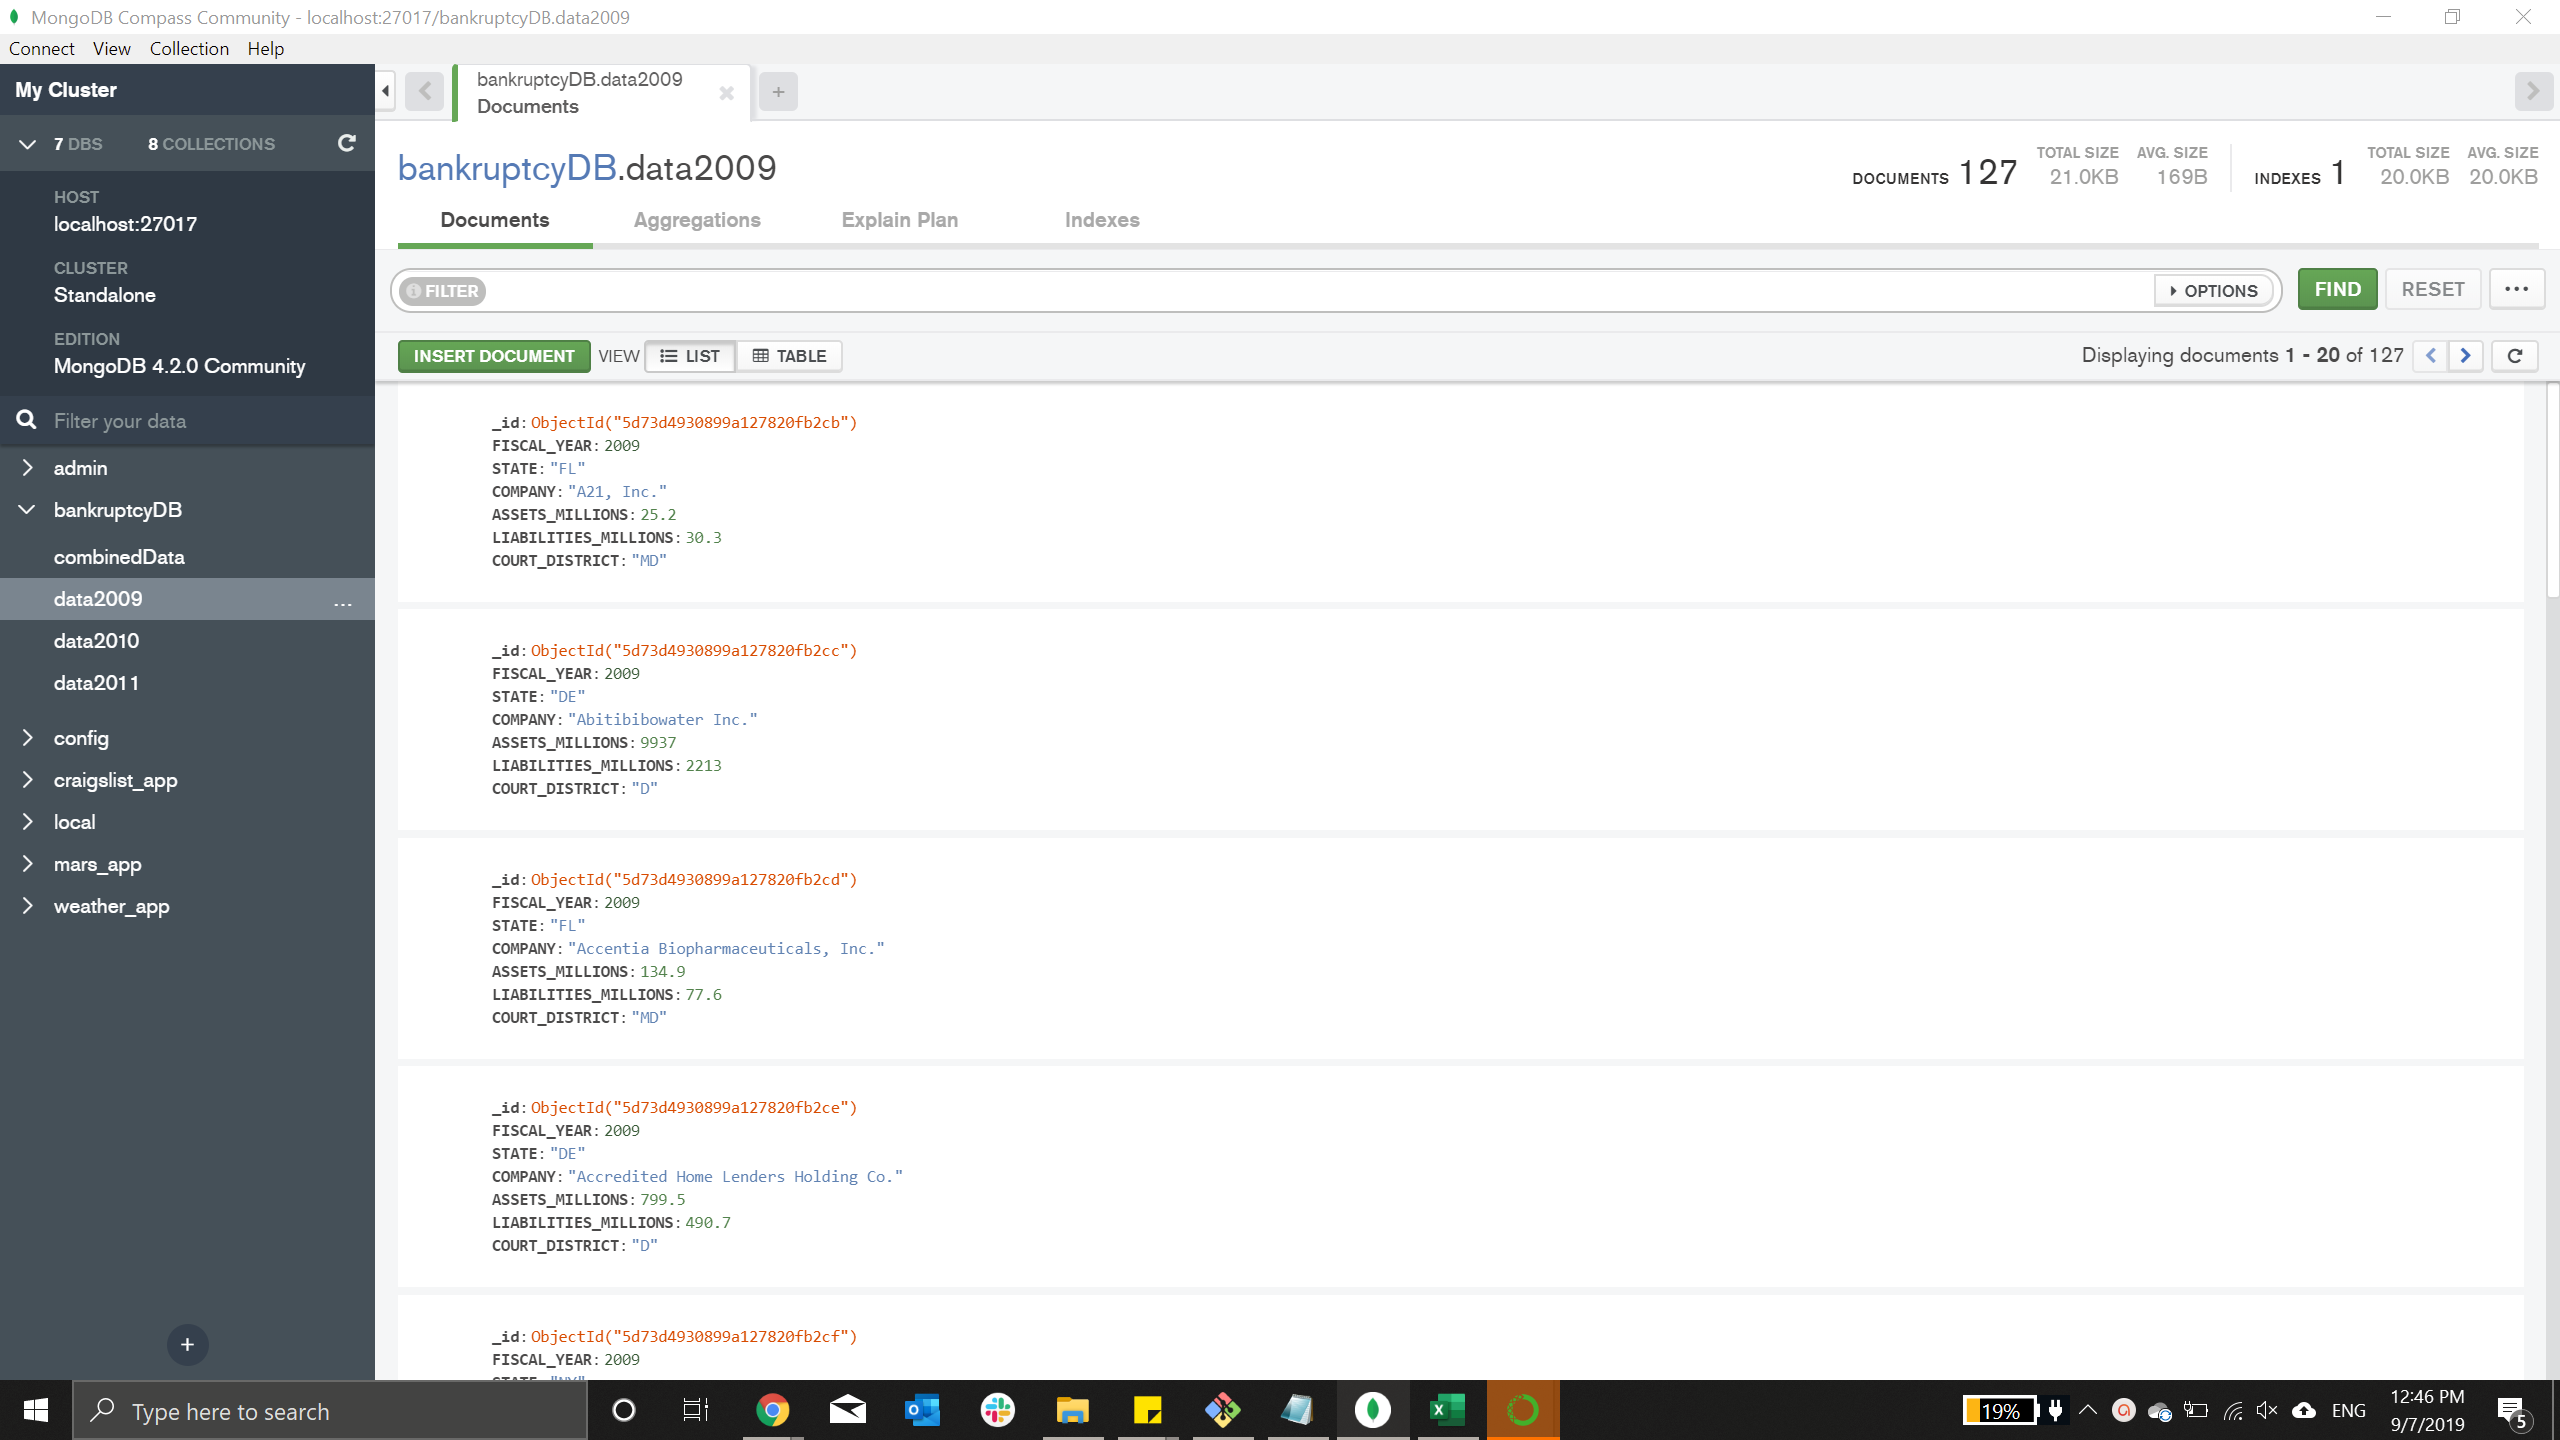 MongoDB Compass Community - localhost:27017/bankruptcyDB.data2009
Connect View Collection Help
My Cluster
7 DBS 8 COLLECTIONS
HOST
localhost:27017
CLUSTER
Standalone
EDITION
MongoDB 4.2.0 Community
Filter your data
admin
bankruptcyDB
combinedData
data2009 ...
data2010
data2011
config
craigslist_app
local
mars_app
weather_app
+
bankruptcyDB.data2009
Documents
+
bankruptcyDB.data2009
DOCUMENTS 127 TOTAL SIZE 21.0KB AVG. SIZE 169B INDEXES 1 TOTAL SIZE 20.0KB AVG. SIZE 20.0KB
Documents Aggregations Explain Plan Indexes
FILTER OPTIONS FIND RESET ...
INSERT DOCUMENT VIEW LIST TABLE Displaying documents 1 - 20 of 127
_id: ObjectId("5d73d4930899a127820fb2cb")
FISCAL_YEAR: 2009
STATE: "FL"
COMPANY: "A21, Inc."
ASSETS_MILLIONS: 25.2
LIABILITIES_MILLIONS: 30.3
COURT_DISTRICT: "MD"
_id: ObjectId("5d73d4930899a127820fb2cc")
FISCAL_YEAR: 2009
STATE: "DE"
COMPANY: "Abitibibowater Inc."
ASSETS_MILLIONS: 9937
LIABILITIES_MILLIONS: 2213
COURT_DISTRICT: "D"
_id: ObjectId("5d73d4930899a127820fb2cd")
FISCAL_YEAR: 2009
STATE: "FL"
COMPANY: "Accentia Biopharmaceuticals, Inc."
ASSETS_MILLIONS: 134.9
LIABILITIES_MILLIONS: 77.6
COURT_DISTRICT: "MD"
_id: ObjectId("5d73d4930899a127820fb2ce")
FISCAL_YEAR: 2009
STATE: "DE"
COMPANY: "Accredited Home Lenders Holding Co."
ASSETS_MILLIONS: 799.5
LIABILITIES_MILLIONS: 490.7
COURT_DISTRICT: "D"
_id: ObjectId("5d73d4930899a127820fb2cf")
FISCAL_YEAR: 2009
Type here to search
19%
ENG
12:46 PM
9/7/2019
5